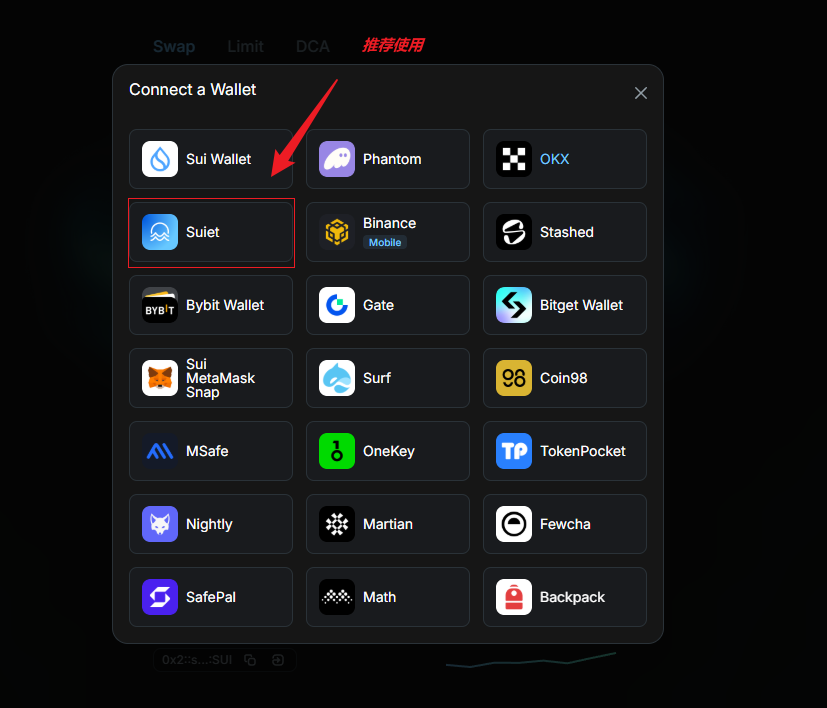 Swap Limit DCA 推荐使用
Connect a Wallet
Sui Wallet
Phantom
OKX
Suiet
Binance
Mobile
Stashed
BYBIT
Bybit Wallet
Gate
Bitget Wallet
Sui
MetaMask
Snap
Surf
98
Coin98
MSafe
OneKey
TP
TokenPocket
Nightly
Martian
Fewcha
SafePal
Math
Backpack
0x2::s...:SUI